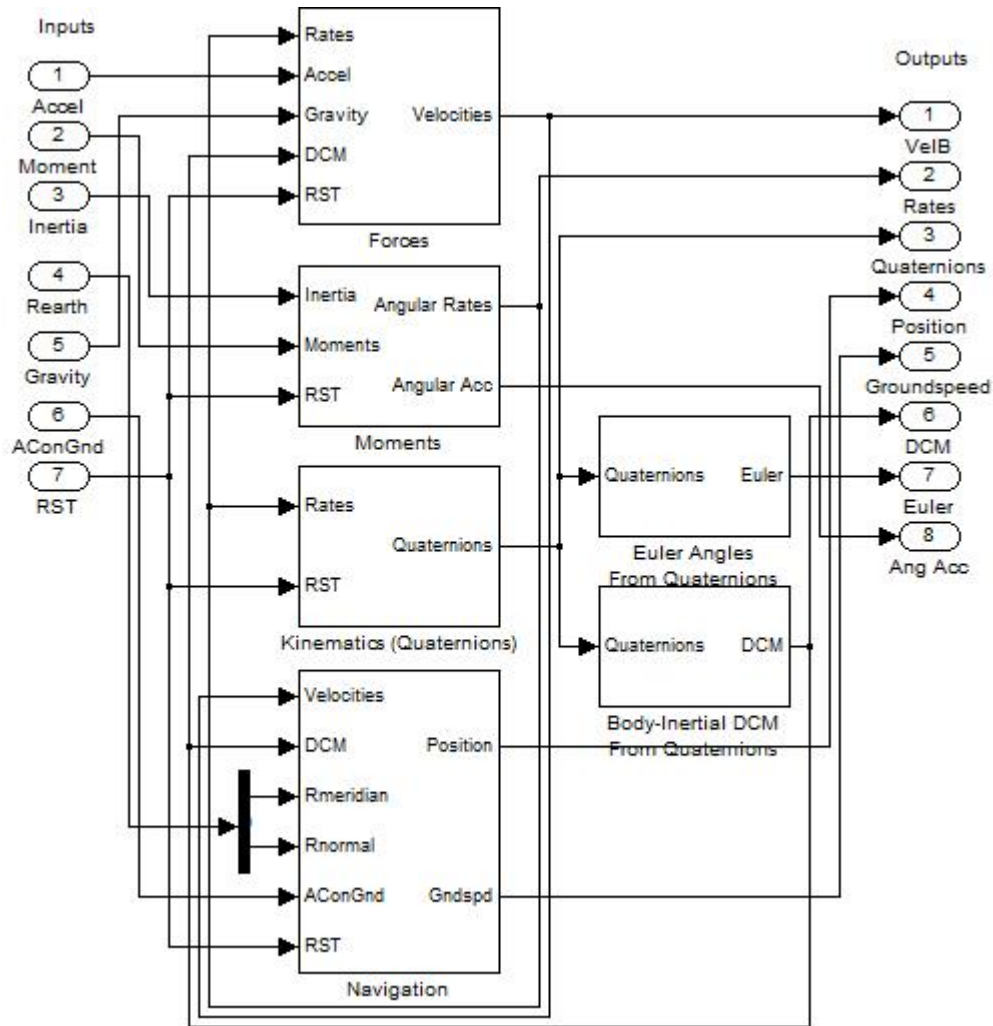 Inputs
1
Accel
2
Moment
3
Inertia
4
Rearth
5
Gravity
6
AConGnd
7
RST
Rates
Accel
Gravity
DCM
RST
Velocities
Forces
Inertia
Moments
RST
Angular Rates
Angular Acc
Moments
Rates
RST
Quaternions
Kinematics (Quaternions)
Velocities
DCM
Rmeridian
Rnormal
AConGnd
RST
Position
Gndspd
Navigation
Quaternions
Euler
Euler Angles
From Quaternions
Quaternions
DCM
Body-Inertial DCM
From Quaternions
Outputs
1
VelB
2
Rates
3
Quaternions
4
Position
5
Groundspeed
6
DCM
7
Euler
8
Ang Acc